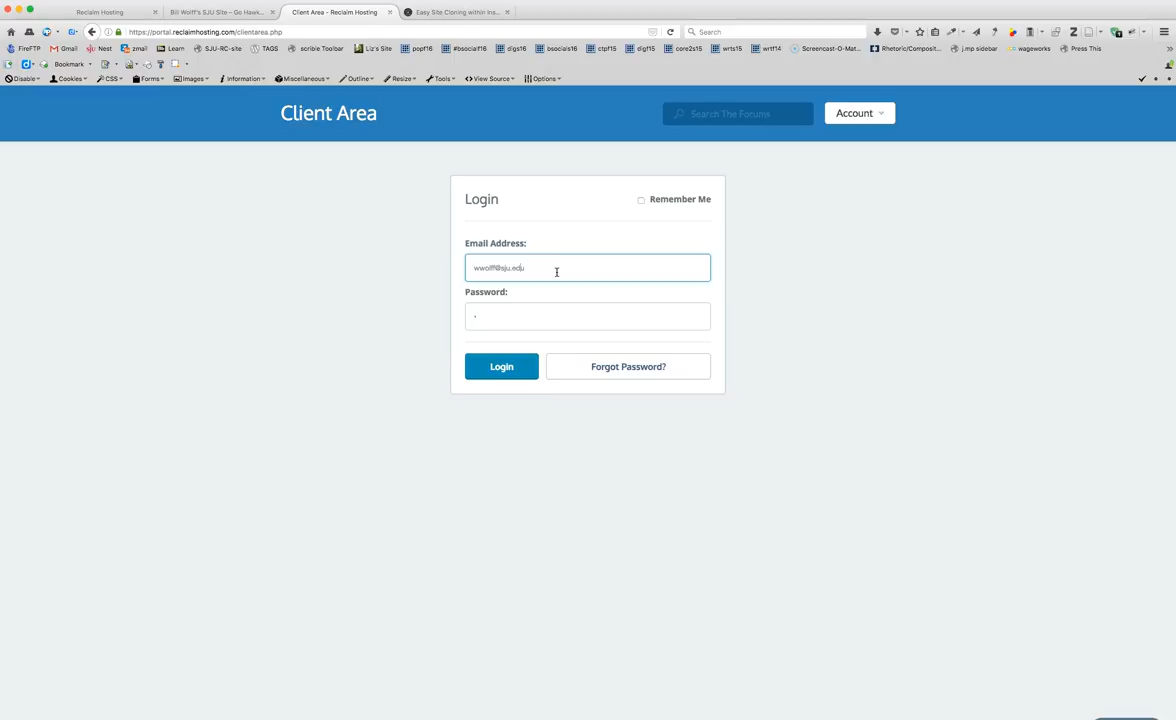 Reclaim Hosting
Bill Wolff's SJU Site – Go Hawk...
Client Area - Reclaim Hosting
Easy Site Cloning within Ins...
https://portal.reclaimhosting.com/clientarea.php
Search
FireFTP Gmail Nest zmail Learn SJU-RC-site TAGS scrible Toolbar Liz's Site popf16 #bsocial16 digs16 bsocials16 ctpf15 digf15 core2s15 wrts15 wrtf14 Screencast-O-Mat... Rhetoric/Composit... j.mp sidebar wageworks Press This
Bookmark
Disable Cookies CSS Forms Images Information Miscellaneous Outline Resize Tools View Source Options
Client Area
Search The Forums
Account
Login
Remember Me
Email Address:
wwolff@sju.edu
Password:
Login
Forgot Password?